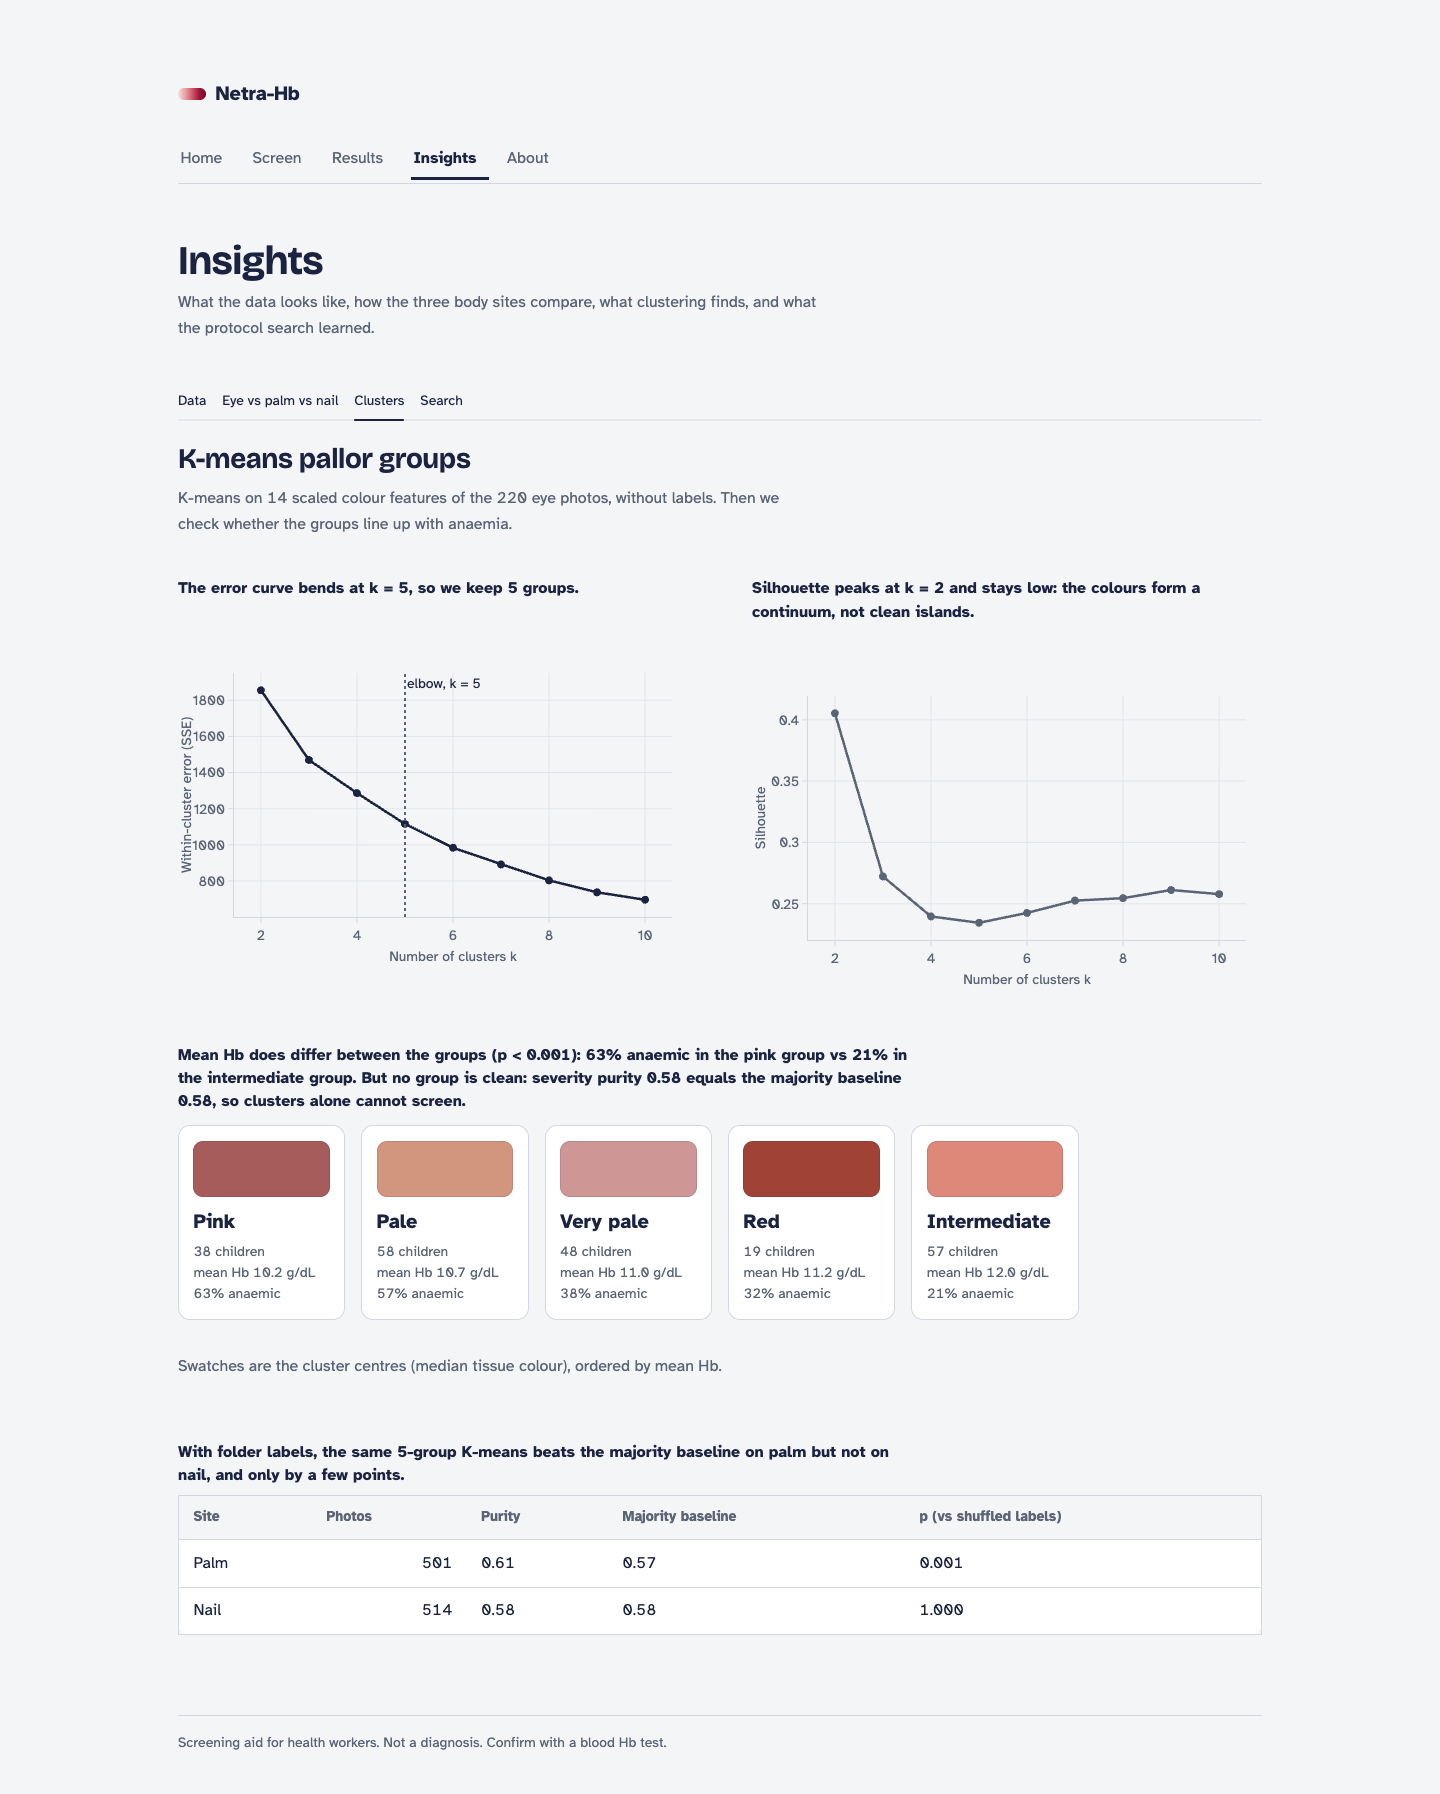 Netra-Hb
Home Screen Results Insights About
Insights
What the data looks like, how the three body sites compare, what clustering finds, and what
the protocol search learned.
Data Eye vs palm vs nail Clusters Search
K-means pallor groups
K-means on 14 scaled colour features of the 220 eye photos, without labels. Then we
check whether the groups line up with anaemia.
The error curve bends at k = 5, so we keep 5 groups.
elbow, k = 5
Within-cluster error (SSE)
1800
1600
1400
1200
1000
800
2 4 6 8 10
Number of clusters k
Silhouette peaks at k = 2 and stays low: the colours form a
continuum, not clean islands.
Silhouette
0.4
0.35
0.3
0.25
2 4 6 8 10
Number of clusters k
Mean Hb does differ between the groups (p < 0.001): 63% anaemic in the pink group vs 21% in
the intermediate group. But no group is clean: severity purity 0.58 equals the majority baseline
0.58, so clusters alone cannot screen.
Pink
38 children
mean Hb 10.2 g/dL
63% anaemic
Pale
58 children
mean Hb 10.7 g/dL
57% anaemic
Very pale
48 children
mean Hb 11.0 g/dL
38% anaemic
Red
19 children
mean Hb 11.2 g/dL
32% anaemic
Intermediate
57 children
mean Hb 12.0 g/dL
21% anaemic
Swatches are the cluster centres (median tissue colour), ordered by mean Hb.
With folder labels, the same 5-group K-means beats the majority baseline on palm but not on
nail, and only by a few points.
Site Photos Purity Majority baseline p (vs shuffled labels)
Palm 501 0.61 0.57 0.001
Nail 514 0.58 0.58 1.000
Screening aid for health workers. Not a diagnosis. Confirm with a blood Hb test.